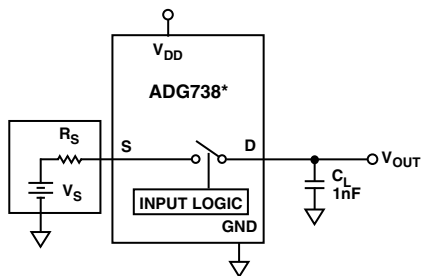 VDD
ADG738*
RS
S
D
VOUT
VS
CL
1nF
INPUT LOGIC
GND